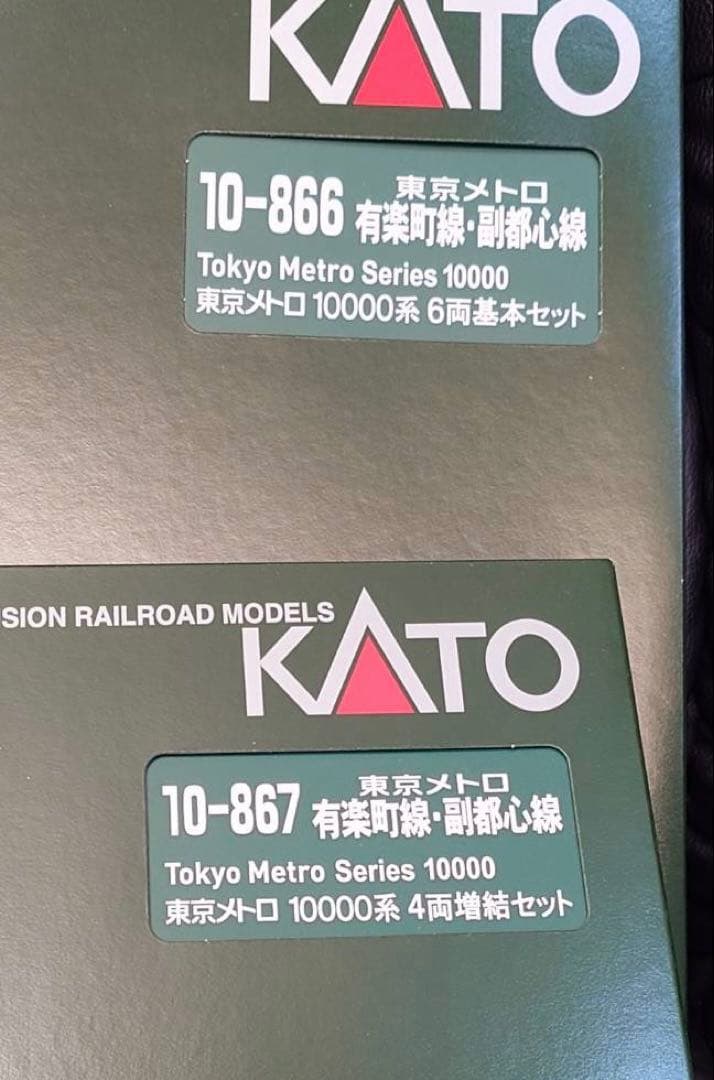 KATO
10-866
東京メトロ
有楽町線・副都心線
Tokyo Metro Series 10000
東京メトロ 10000系 6両基本セット
SION RAILROAD MODELS
KATO
10-867
東京メトロ
有楽町線・副都心線
Tokyo Metro Series 10000
東京メトロ 10000系 4両増結セット